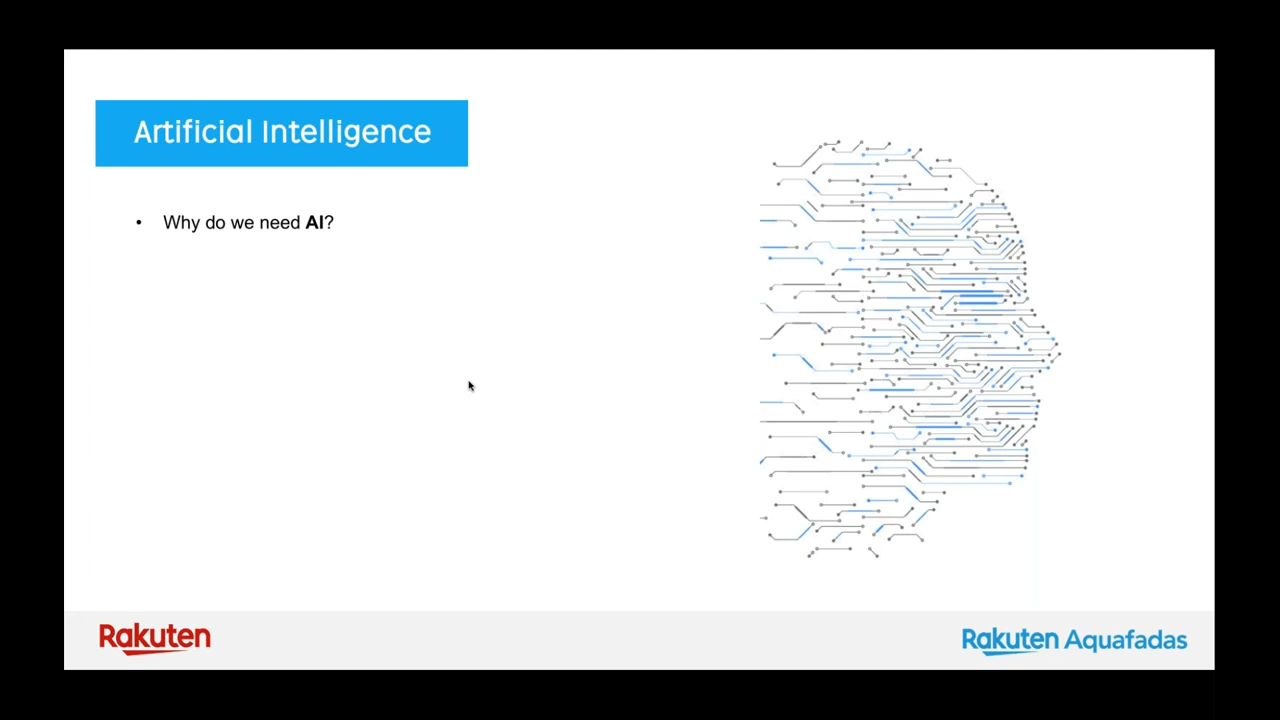 Artificial Intelligence
• Why do we need AI?
Rakuten
Rakuten Aquafadas